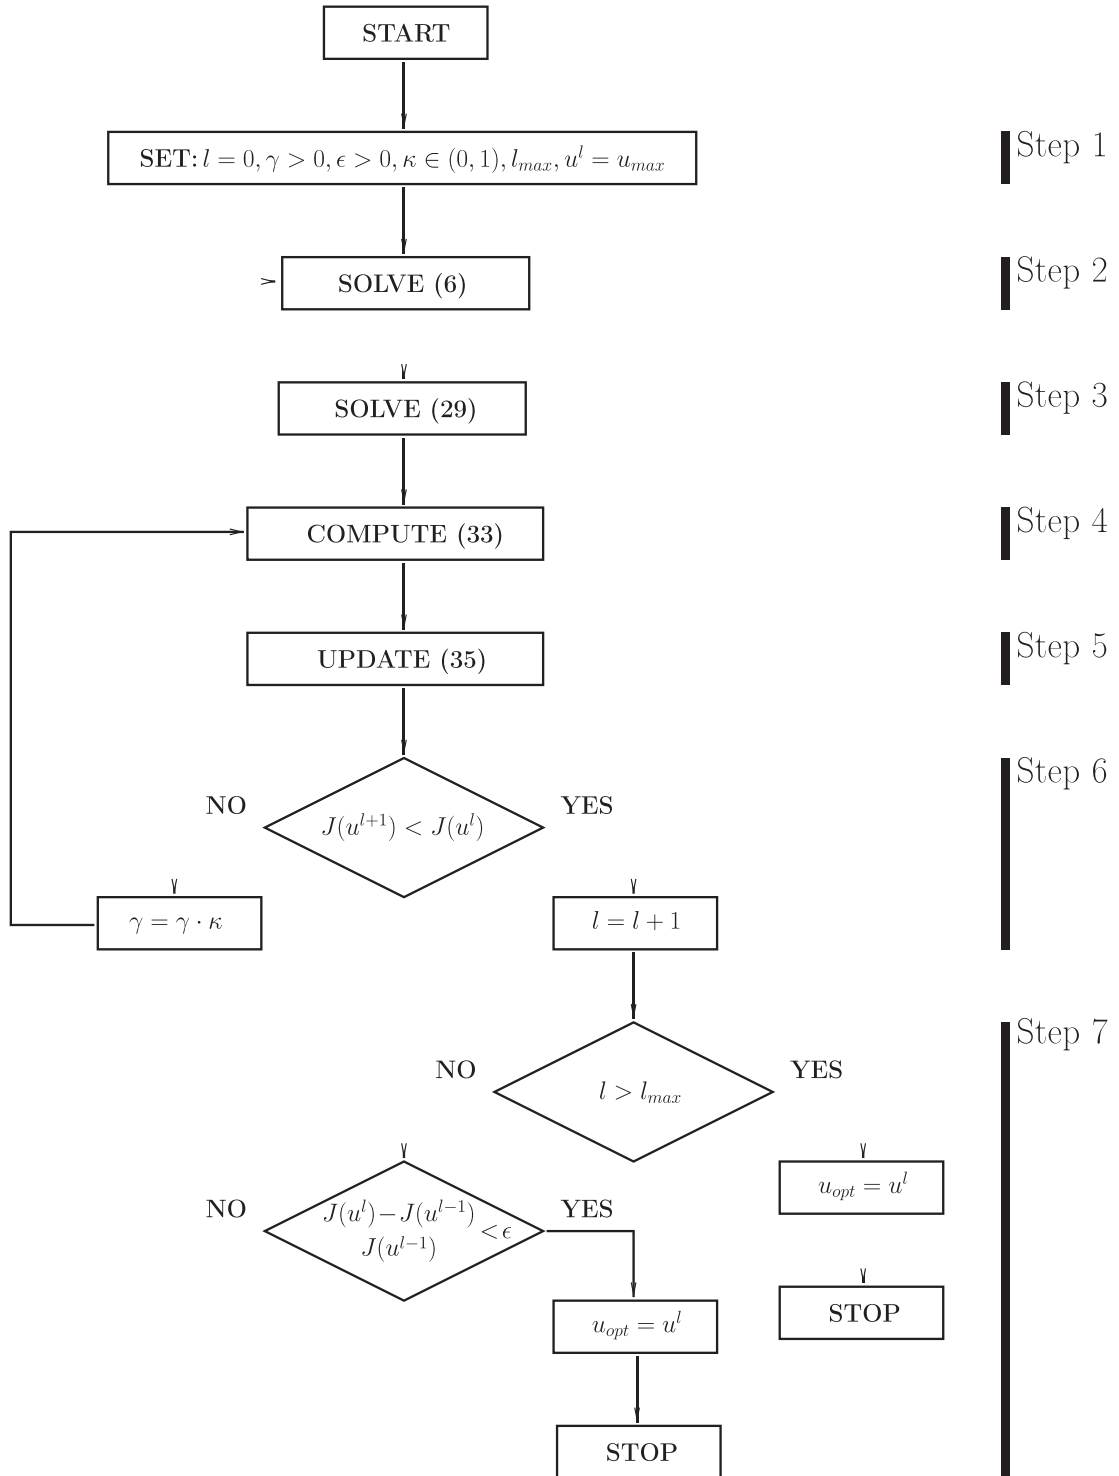 START
SET: l = 0, γ > 0, ϵ > 0, κ ∈ (0, 1), l_max, u^l = u_max
Step 1
SOLVE (6)
Step 2
SOLVE (29)
Step 3
COMPUTE (33)
Step 4
UPDATE (35)
Step 5
Step 6
NO
YES
J(u^{l+1}) < J(u^l)
γ = γ · κ
l = l + 1
Step 7
NO
YES
l > l_max
u_opt = u^l
NO
YES
J(u^l) − J(u^{l−1})
J(u^{l−1})
< ϵ
STOP
u_opt = u^l
STOP